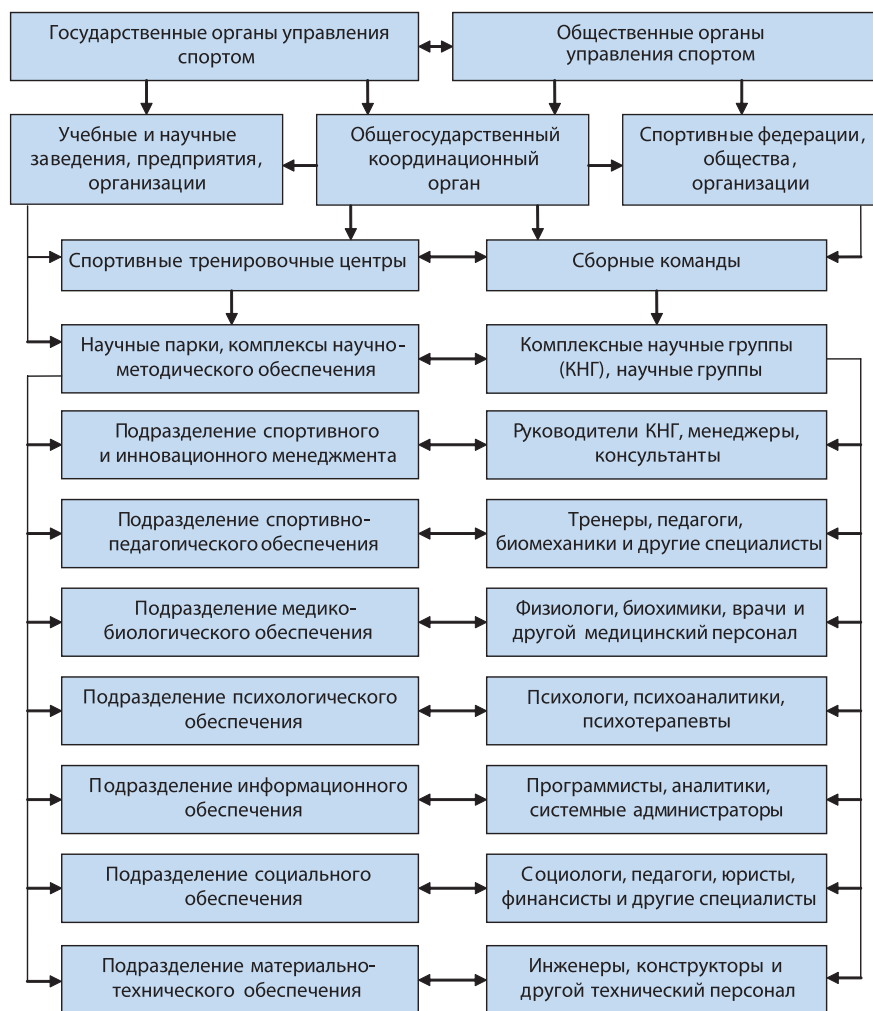 Государственные органы управления
спортом
Общественные органы
управления спортом
Учебные и научные
заведения, предприятия,
организации
Общегосударственный
координационный
орган
Спортивные федерации,
общества,
организации
Спортивные тренировочные центры
Сборные команды
Научные парки, комплексы научно-
методического обеспечения
Комплексные научные группы
(КНГ), научные группы
Подразделение спортивного
и инновационного менеджмента
Руководители КНГ, менеджеры,
консультанты
Подразделение спортивно-
педагогического обеспечения
Тренеры, педагоги,
биомеханики и другие специалисты
Подразделение медико-
биологического обеспечения
Физиологи, биохимики, врачи и
другой медицинский персонал
Подразделение психологического
обеспечения
Психологи, психоаналитики,
психотерапевты
Подразделение информационного
обеспечения
Программисты, аналитики,
системные администраторы
Подразделение социального
обеспечения
Социологи, педагоги, юристы,
финансисты и другие специалисты
Подразделение материально-
технического обеспечения
Инженеры, конструкторы и
другой технический персонал